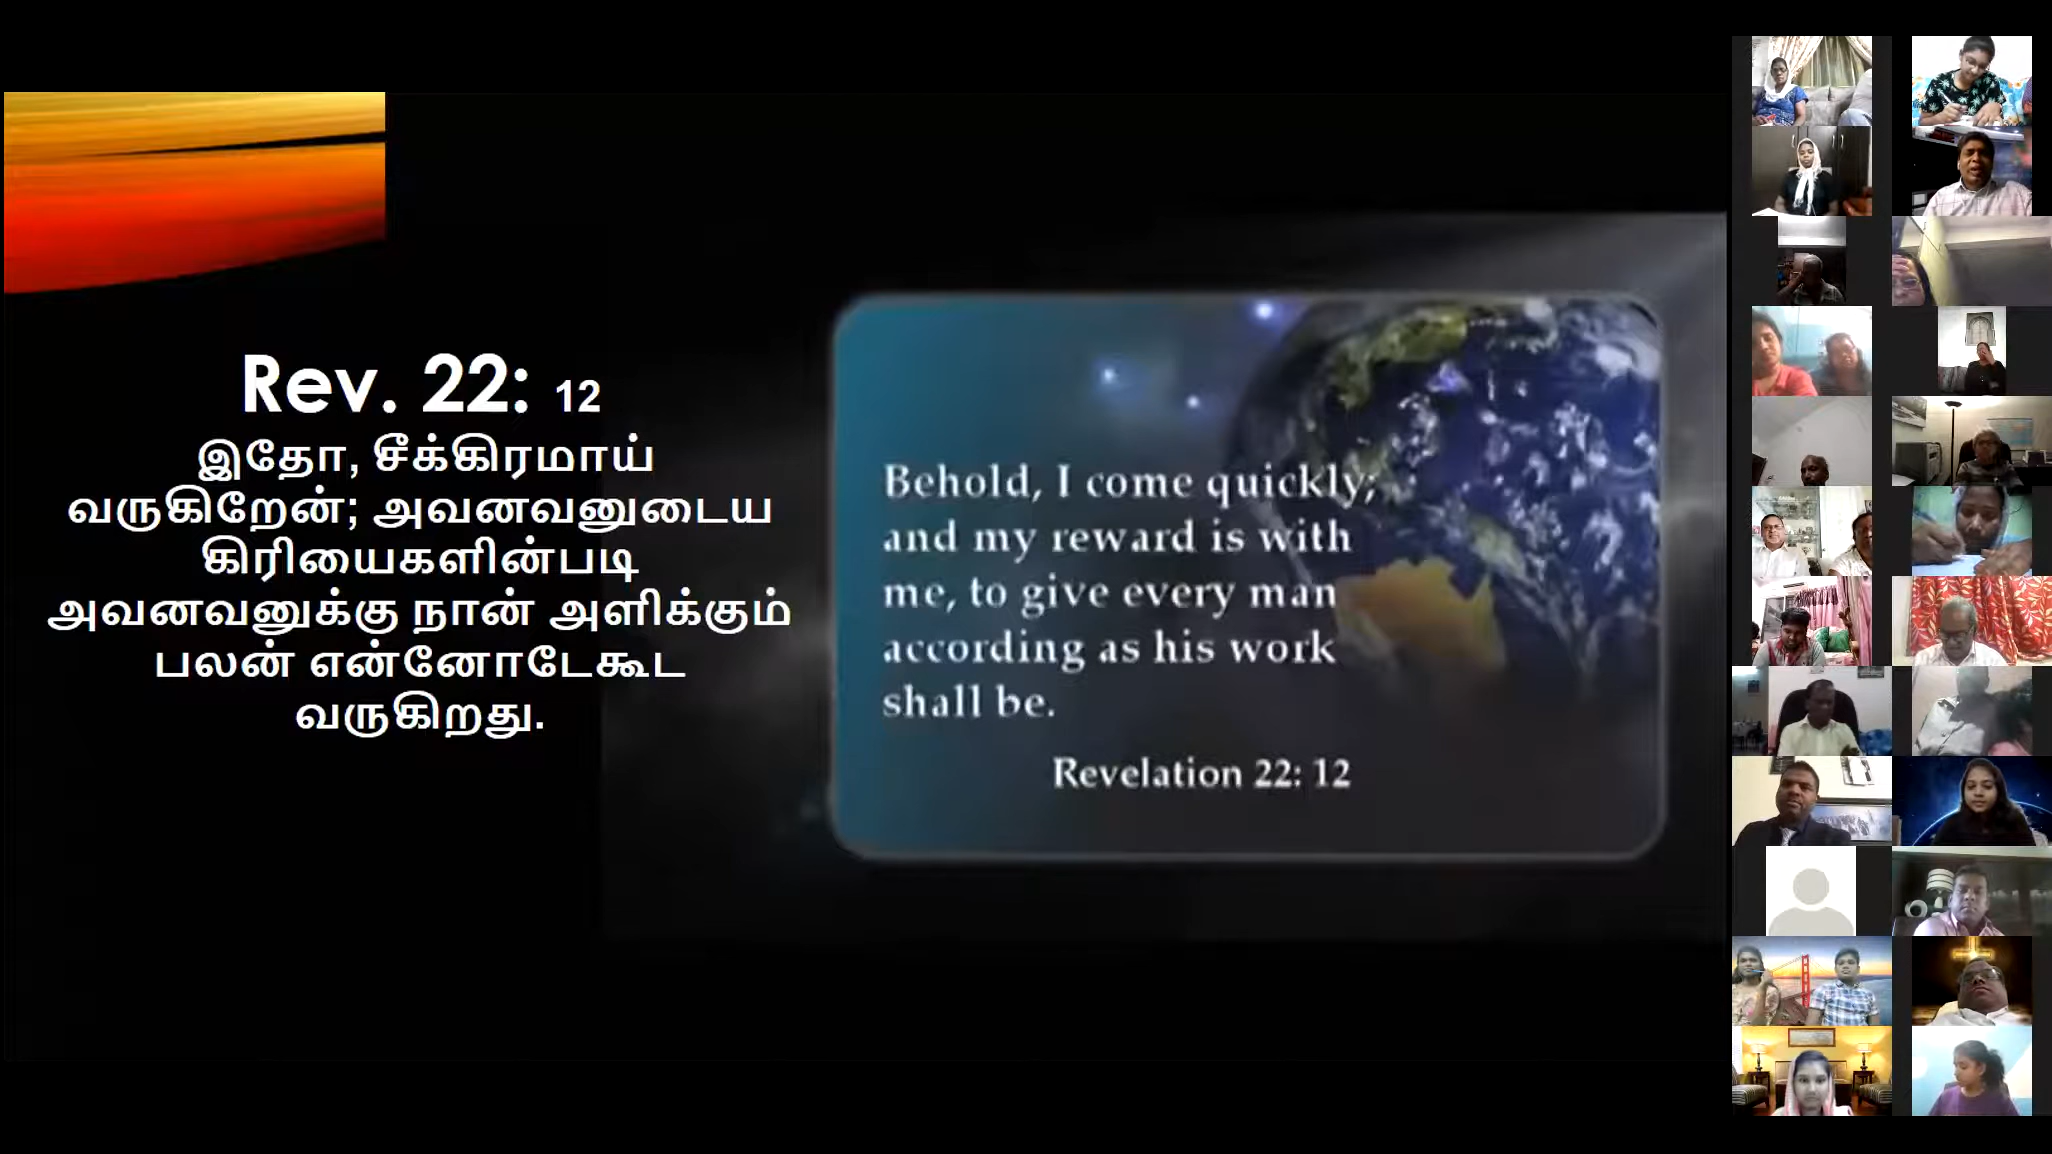 Rev. 22: 12
இதோ, சீக்கிரமாய்
வருகிறேன்; அவனவனுடைய
கிரியைகளின்படி
அவனவனுக்கு நான் அளிக்கும்
பலன் என்னோடேகூட
வருகிறது.
Behold, I come quickly;
and my reward is with
me, to give every man
according as his work
shall be.
Revelation 22: 12